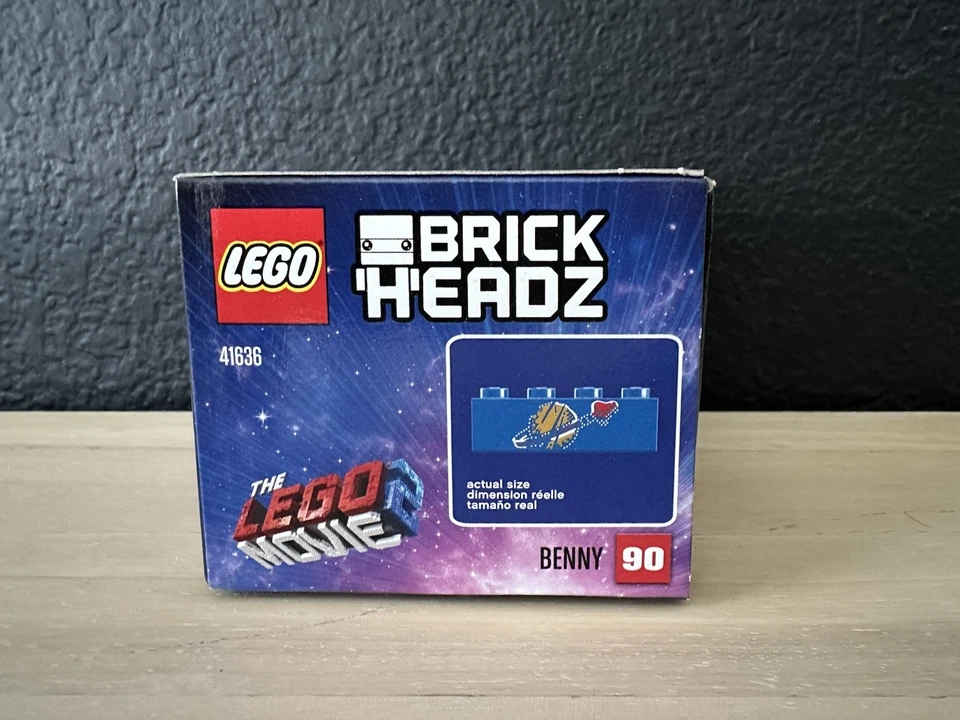 LEGO
BRICK
HEADZ
41636
actual size
dimension réelle
tamaño real
THE
LEGO
MOVIE 2
BENNY 90